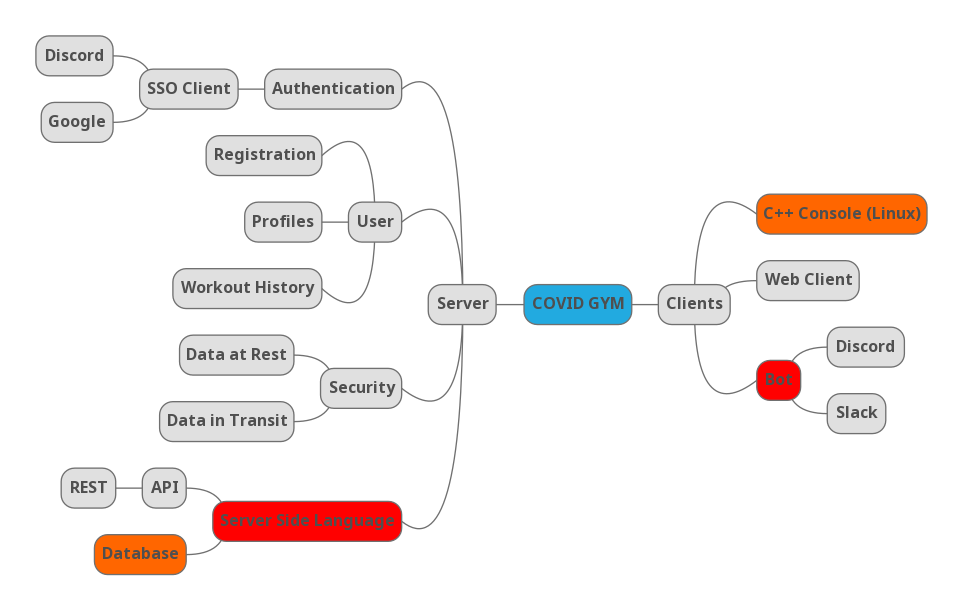 Discord
SSO Client
Authentication
Google
Registration
Profiles
User
Workout History
Server
Data at Rest
Security
Data in Transit
REST
API
Server Side Language
Database
COVID GYM
Clients
C++ Console (Linux)
Web Client
Discord
Bot
Slack